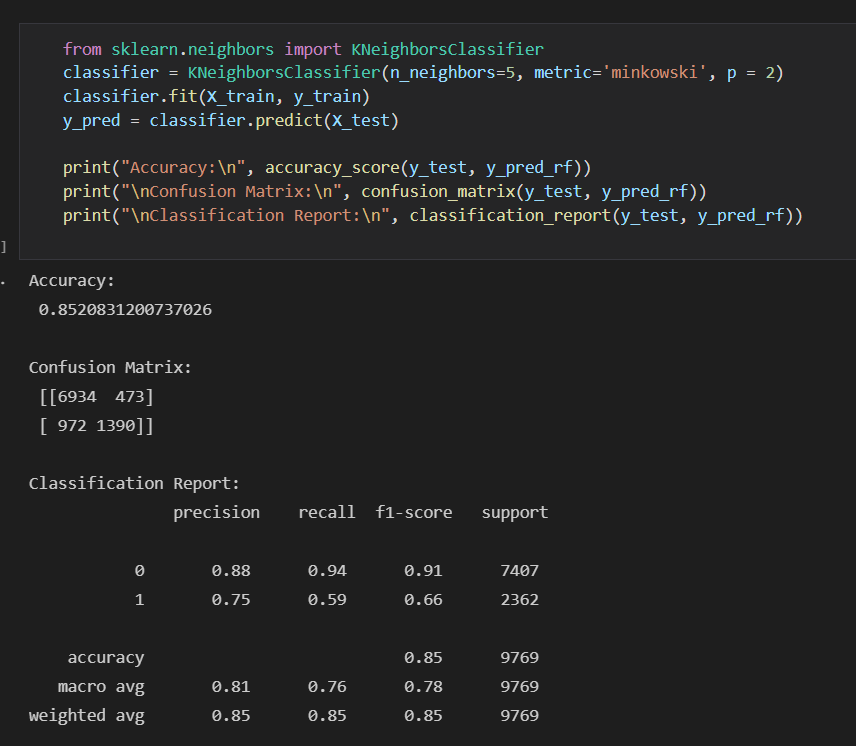 from sklearn.neighbors import KNeighborsClassifier
classifier = KNeighborsClassifier(n_neighbors=5, metric='minkowski', p = 2)
classifier.fit(X_train, y_train)
y_pred = classifier.predict(X_test)
print("Accuracy:\n", accuracy_score(y_test, y_pred_rf))
print("\nConfusion Matrix:\n", confusion_matrix(y_test, y_pred_rf))
print("\nClassification Report:\n", classification_report(y_test, y_pred_rf))
]
Accuracy:
0.8520831200737026
Confusion Matrix:
[[6934  473]
[ 972 1390]]
Classification Report:
precision recall f1-score support
0 0.88 0.94 0.91 7407
1 0.75 0.59 0.66 2362
accuracy 0.85 9769
macro avg 0.81 0.76 0.78 9769
weighted avg 0.85 0.85 0.85 9769